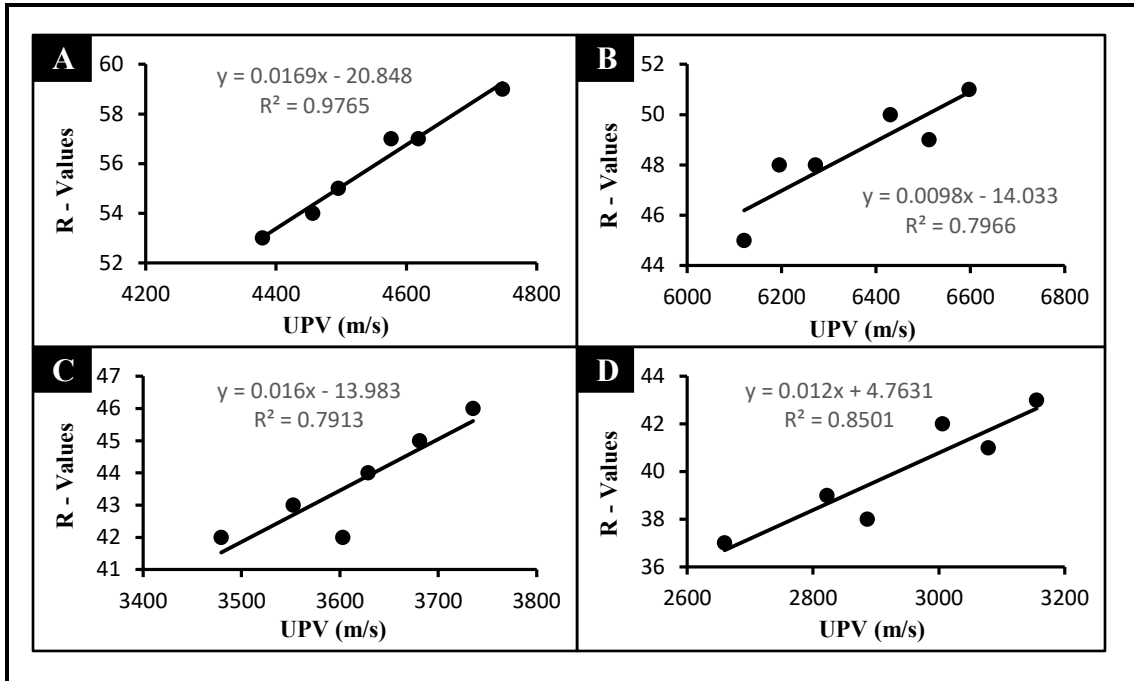 A
y = 0.0169x - 20.848
R² = 0.9765
R - Values
60
58
56
54
52
4200 4400 4600 4800
UPV (m/s)
B
y = 0.0098x - 14.033
R² = 0.7966
R - Values
52
50
48
46
44
6000 6200 6400 6600 6800
UPV (m/s)
C
y = 0.016x - 13.983
R² = 0.7913
R - Values
47
46
45
44
43
42
41
3400 3500 3600 3700 3800
UPV (m/s)
D
y = 0.012x + 4.7631
R² = 0.8501
R - Values
44
42
40
38
36
2600 2800 3000 3200
UPV (m/s)